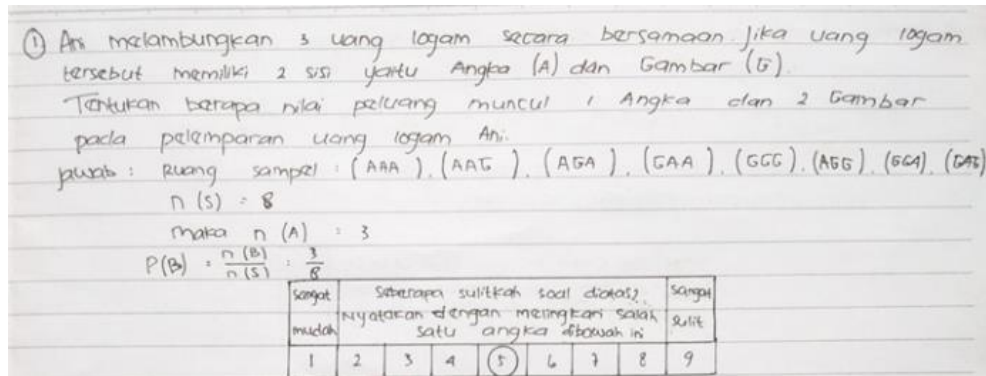 ① Ani melambungkan 3 uang logam secara bersamaan. Jika uang logam
tersebut memiliki 2 sisi yaitu Angka (A) dan Gambar (G).
Tentukan berapa nilai peluang muncul 1 Angka dan 2 Gambar
pada pelemparan uang logam Ani.
Jawab : Ruang sampel : (AAA), (AAG), (AGA), (GAA), (GGG), (AGG), (GGA), (GAG)
n (S) : 8
maka n (A) : 3
P(B) : n (B) / n (S) : 3 / 8
sangat mudah
Seberapa sulitkah soal diatas?
Nyatakan dengan melingkari salah
satu angka dibawah ini
sangat sulit
1 2 3 4 5 6 7 8 9